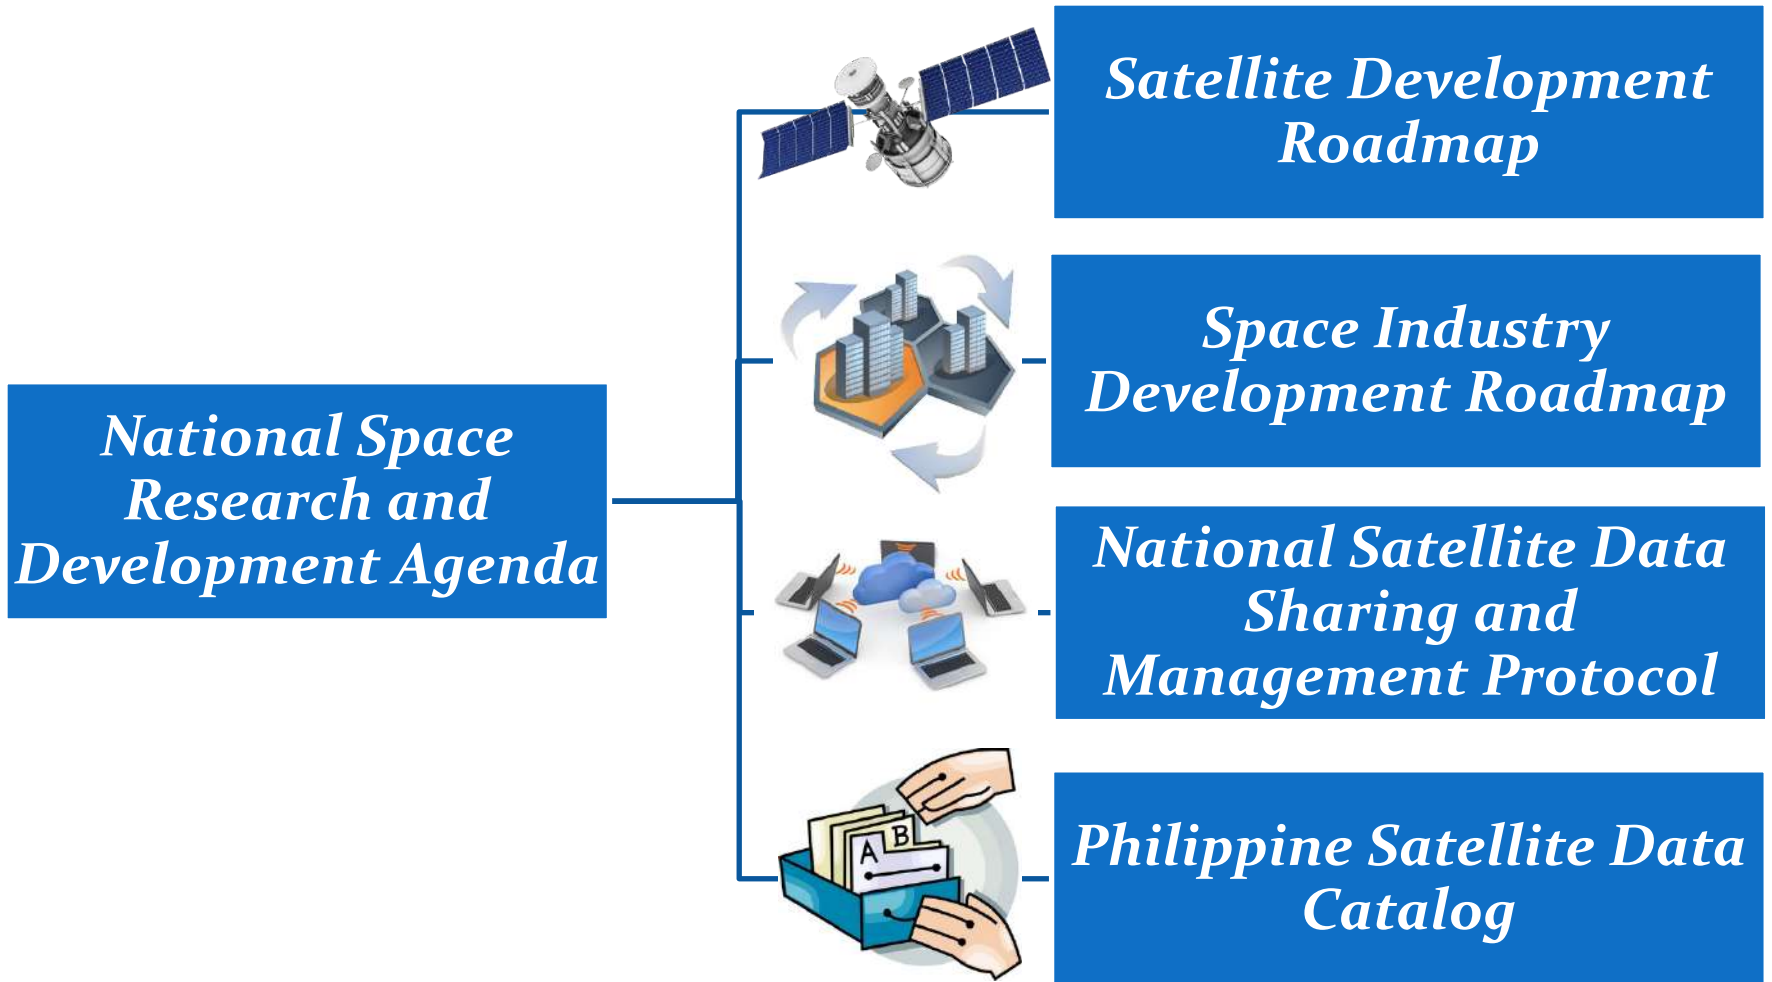 National Space
Research and
Development Agenda
Satellite Development
Roadmap
Space Industry
Development Roadmap
National Satellite Data
Sharing and
Management Protocol
A
B
Philippine Satellite Data
Catalog